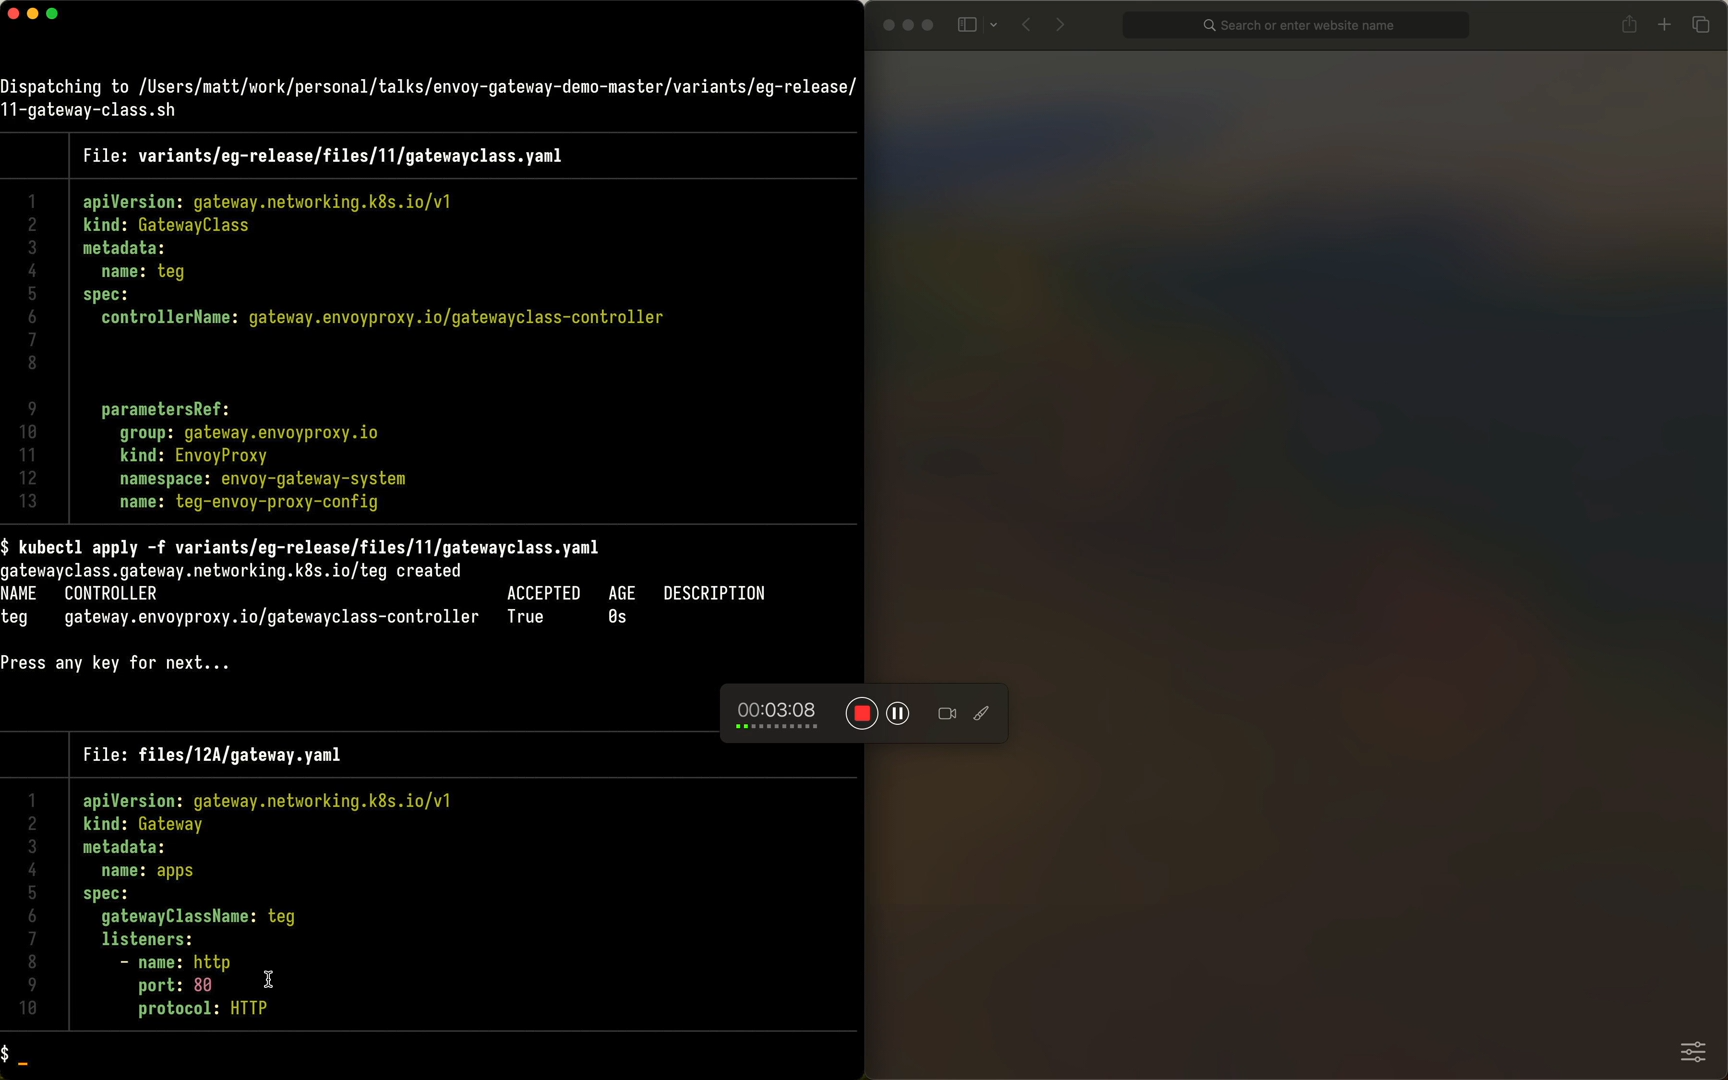 Search or enter website name
Dispatching to /Users/matt/work/personal/talks/envoy-gateway-demo-master/variants/eg-release/
11-gateway-class.sh
File: variants/eg-release/files/11/gatewayclass.yaml
1 apiVersion: gateway.networking.k8s.io/v1
2 kind: GatewayClass
3 metadata:
4 name: teg
5 spec:
6 controllerName: gateway.envoyproxy.io/gatewayclass-controller
7
8
9 parametersRef:
10 group: gateway.envoyproxy.io
11 kind: EnvoyProxy
12 namespace: envoy-gateway-system
13 name: teg-envoy-proxy-config
$ kubectl apply -f variants/eg-release/files/11/gatewayclass.yaml
gatewayclass.gateway.networking.k8s.io/teg created
NAME CONTROLLER ACCEPTED AGE DESCRIPTION
teg gateway.envoyproxy.io/gatewayclass-controller True 0s
Press any key for next...
00:03:08
File: files/12A/gateway.yaml
1 apiVersion: gateway.networking.k8s.io/v1
2 kind: Gateway
3 metadata:
4 name: apps
5 spec:
6 gatewayClassName: teg
7 listeners:
8 - name: http
9 port: 80
10 protocol: HTTP
$ _